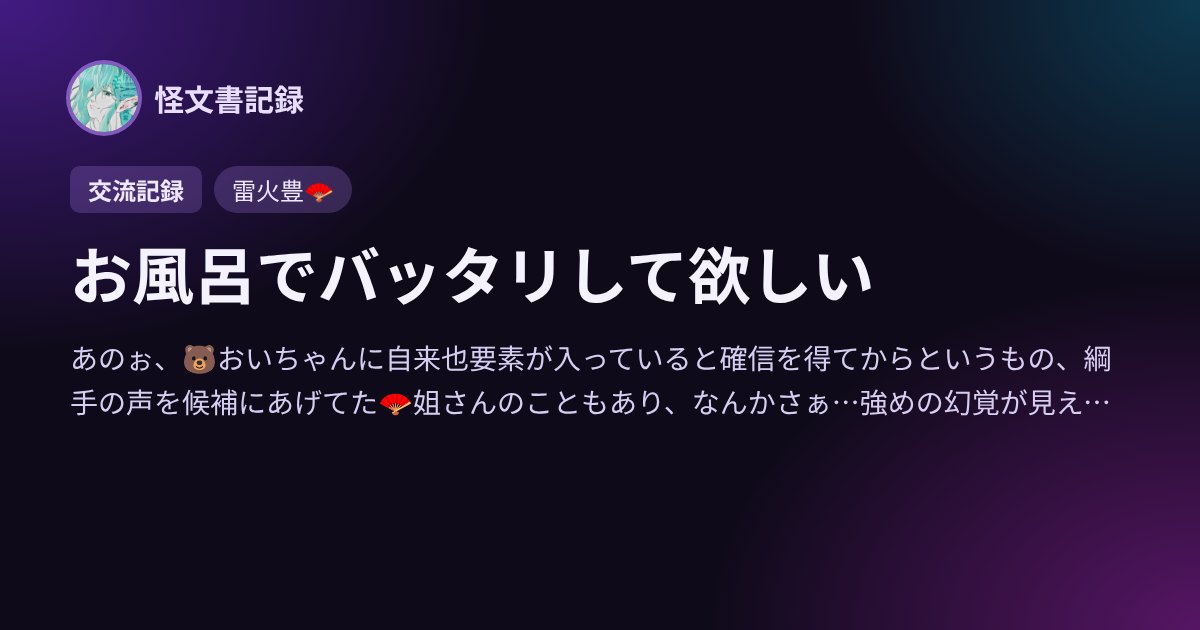 怪文書記録
交流記録 雷火豊🪭
お風呂でバッタリして欲しい
あのぉ、🐻おいちゃんに自来也要素が入っていると確信を得てからというもの、綱
手の声を候補にあげてた🪭姐さんのこともあり、なんかさぁ…強めの幻覚が見え…